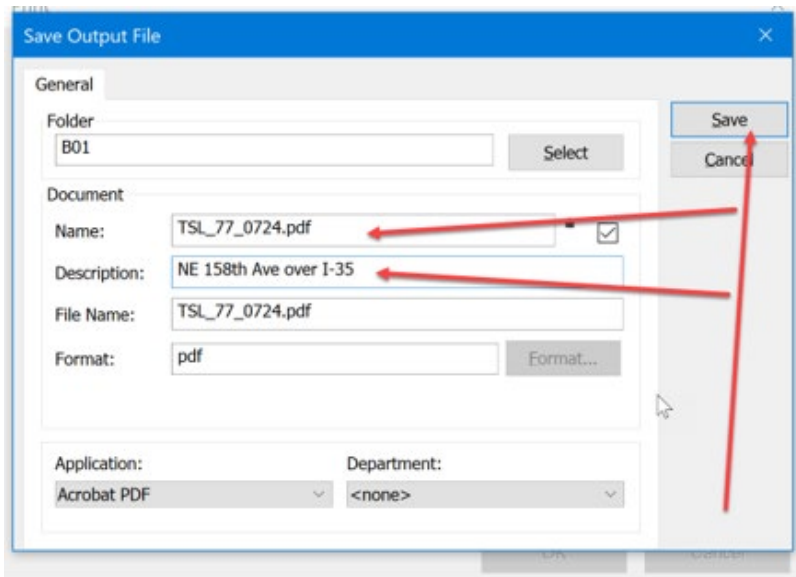 Save Output File
General
Folder
B01
Select
Save
Cancel
Document
Name:
TSL_77_0724.pdf
Description:
NE 158th Ave over I-35
File Name:
TSL_77_0724.pdf
Format:
pdf
Format...
Application:
Department:
Acrobat PDF
<none>
OK
Cancel